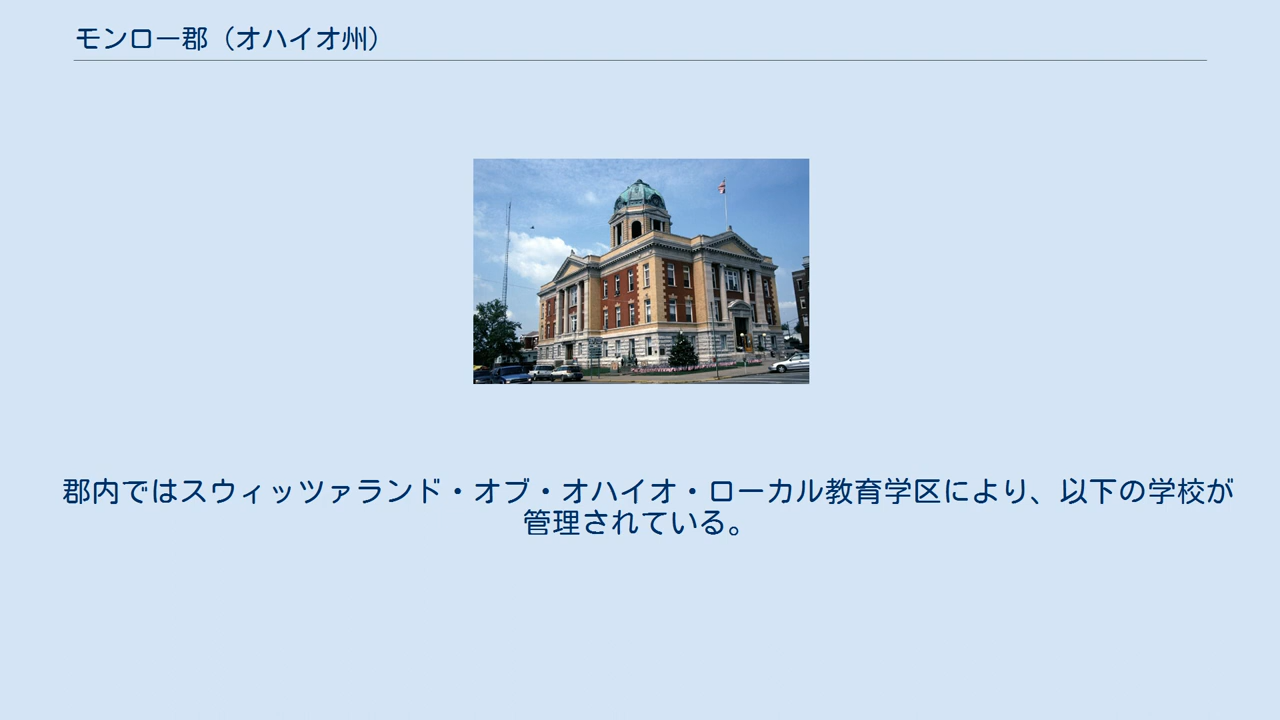 モンロー郡（オハイオ州）
郡内ではスウィッツァランド・オブ・オハイオ・ローカル教育学区により、以下の学校が
管理されている。